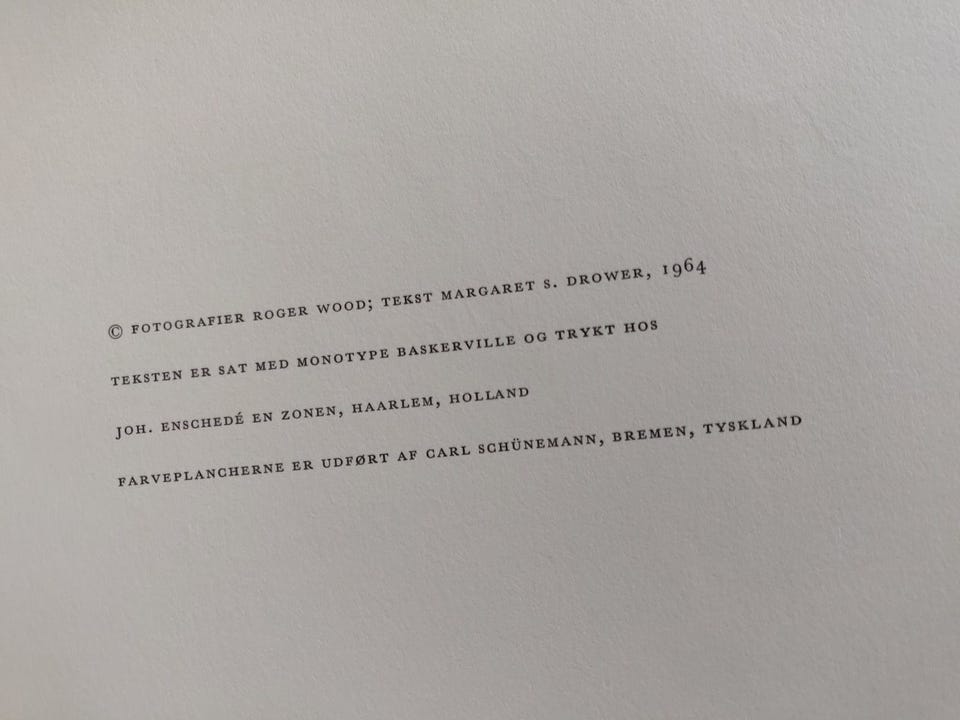 © FOTOGRAFIER ROGER WOOD; TEKST MARGARET S. DROWER, 1964
TEKSTEN ER SAT MED MONOTYPE BASKERVILLE OG TRYKT HOS
JOH. ENSCHEDÉ EN ZONEN, HAARLEM, HOLLAND
FARVEPLANCHERNE ER UDFØRT AF CARL SCHÜNEMANN, BREMEN, TYSKLAND